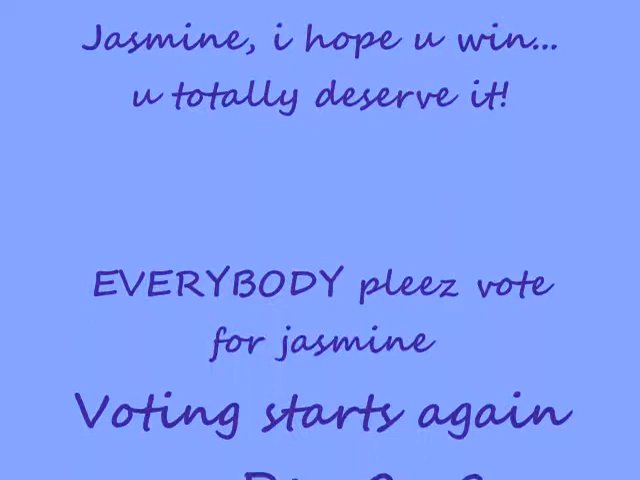 Jasmine, i hope u win...
u totally deserve it!
EVERYBODY pleez vote
for jasmine
Voting starts again